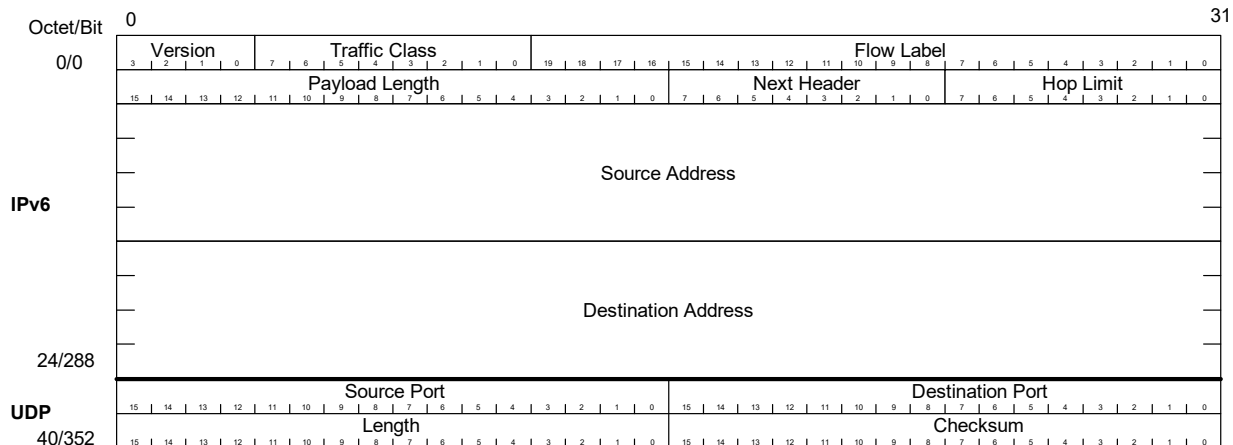 Octet/Bit 0 31
Version Traffic Class Flow Label
0/0 3 2 1 0 7 6 5 4 3 2 1 0 19 18 17 16 15 14 13 12 11 10 9 8 7 6 5 4 3 2 1 0
Payload Length Next Header Hop Limit
15 14 13 12 11 10 9 8 7 6 5 4 3 2 1 0 7 6 5 4 3 2 1 0 7 6 5 4 3 2 1 0
Source Address
IPv6
Destination Address
24/288
Source Port Destination Port
UDP 15 14 13 12 11 10 9 8 7 6 5 4 3 2 1 0 15 14 13 12 11 10 9 8 7 6 5 4 3 2 1 0
Length Checksum
40/352 15 14 13 12 11 10 9 8 7 6 5 4 3 2 1 0 15 14 13 12 11 10 9 8 7 6 5 4 3 2 1 0